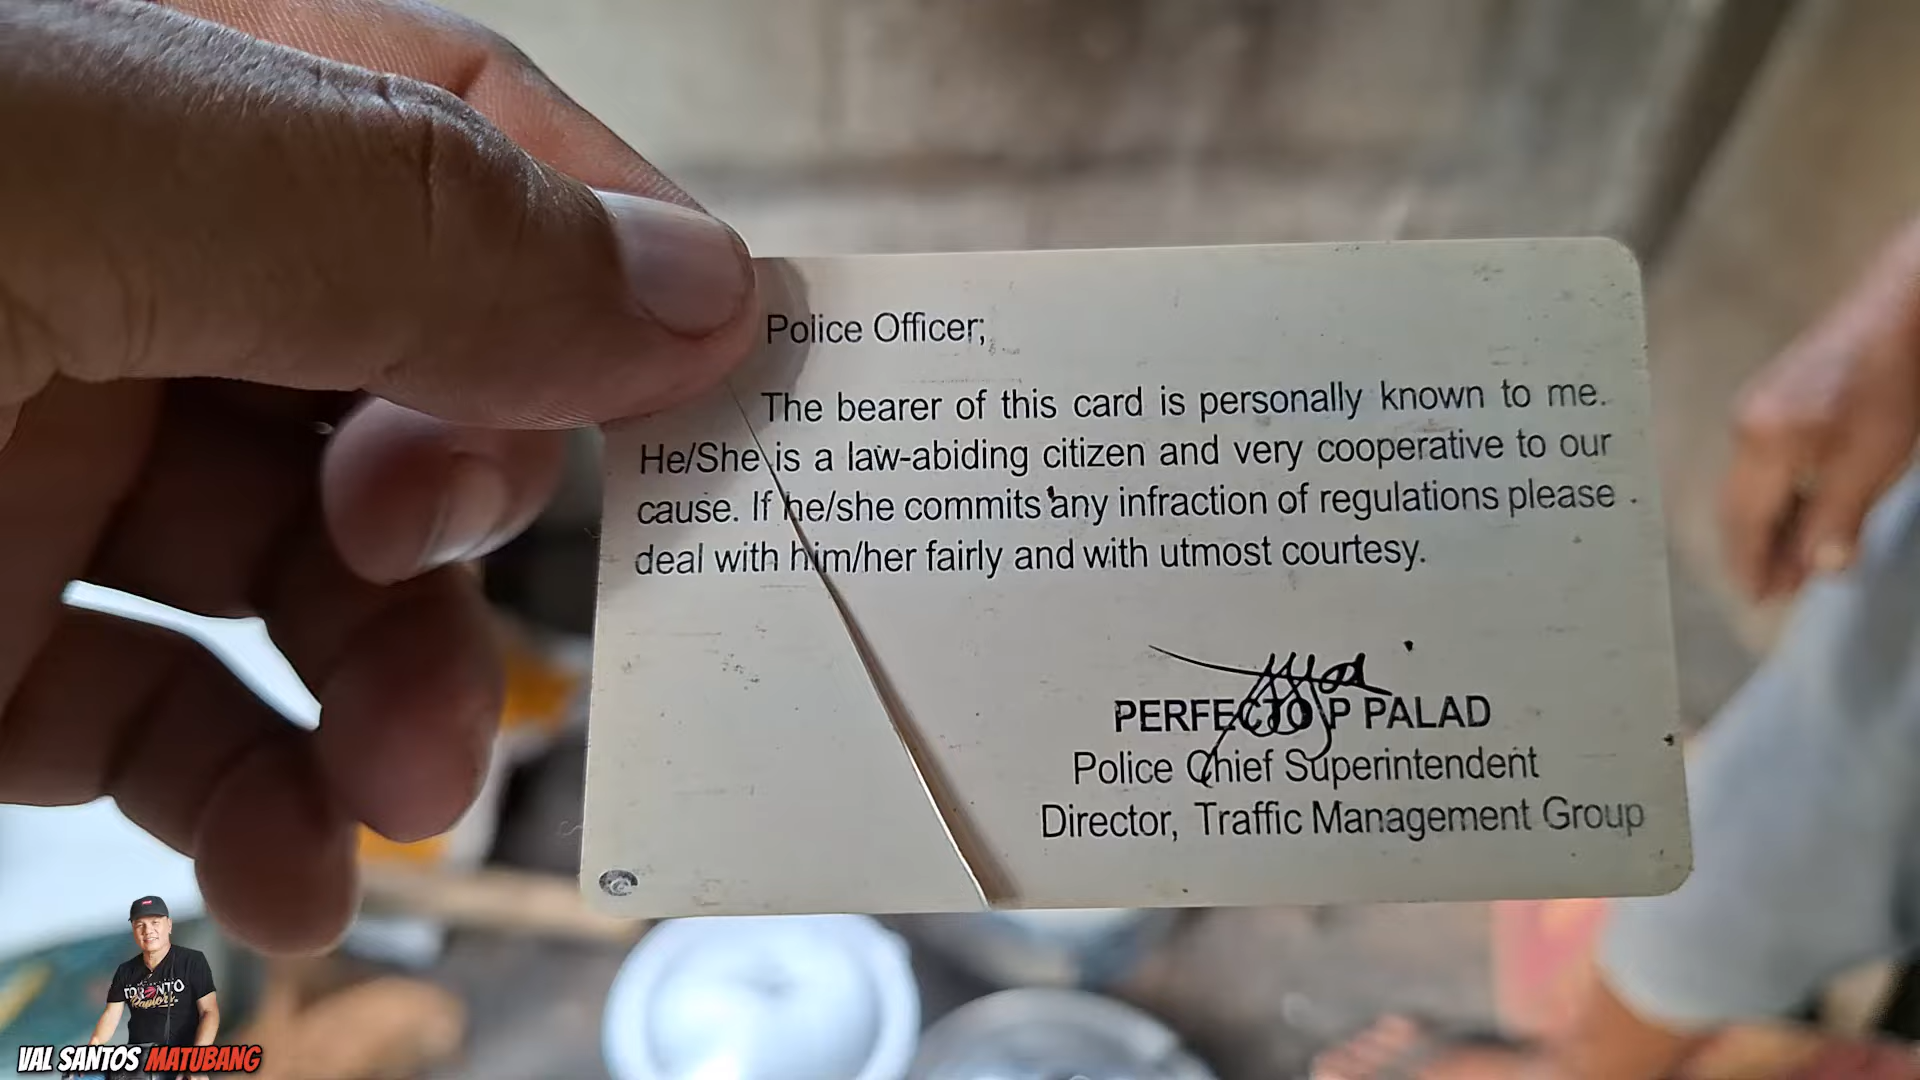 Police Officer;
The bearer of this card is personally known to me.
He/She is a law-abiding citizen and very cooperative to our
cause. If he/she commits any infraction of regulations please
deal with him/her fairly and with utmost courtesy.
PERFECTO P PALAD
Police Chief Superintendent
Director, Traffic Management Group
TORONTO
Raptors
VAL SANTOS MATUBANG